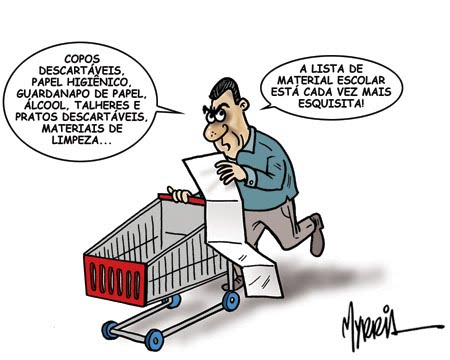 COPOS
DESCARTÁVEIS,
PAPEL HIGIÊNICO,
GUARDANAPO DE PAPEL,
ÁLCOOL, TALHERES E
PRATOS DESCARTÁVEIS,
MATERIAIS DE
LIMPEZA...
A LISTA DE
MATERIAL ESCOLAR
ESTÁ CADA VEZ MAIS
ESQUISITA!
MYRRIA